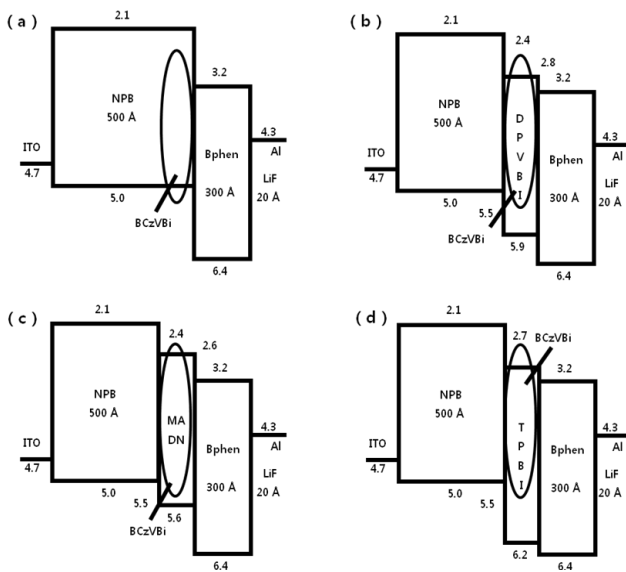 (a)
2.1
3.2
NPB
500 Å
4.3
Al
ITO
4.7
Bphen
300 Å
LiF
20 Å
5.0
BCzVBi
6.4
(b)
2.1
2.4
2.8
3.2
NPB
500 Å
D
P
V
B
I
4.3
Al
ITO
4.7
Bphen
300 Å
LiF
20 Å
5.0
5.5
BCzVBi
5.9
6.4
(c)
2.1
2.4
2.6
3.2
NPB
500 Å
MA
DN
4.3
Al
ITO
4.7
Bphen
300 Å
LiF
20 Å
5.0
5.5
5.6
BCzVBi
6.4
(d)
2.1
2.7
BCzVBi
3.2
NPB
500 Å
T
P
B
I
4.3
Al
ITO
4.7
Bphen
300 Å
LiF
20 Å
5.0
5.5
6.2
6.4